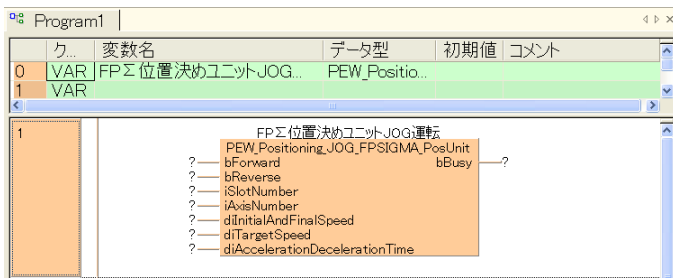 Program1
ク... 変数名 データ型 初期値 コメント
0 VAR FPΣ位置決めユニットJOG... PEW_Positio...
1 VAR
1
FPΣ位置決めユニットJOG運転
PEW_Positioning_JOG_FPSIGMA_PosUnit
? bForward bBusy ?
? bReverse
? iSlotNumber
? iAxisNumber
? diInitialAndFinalSpeed
? diTargetSpeed
? diAccelerationDecelerationTime